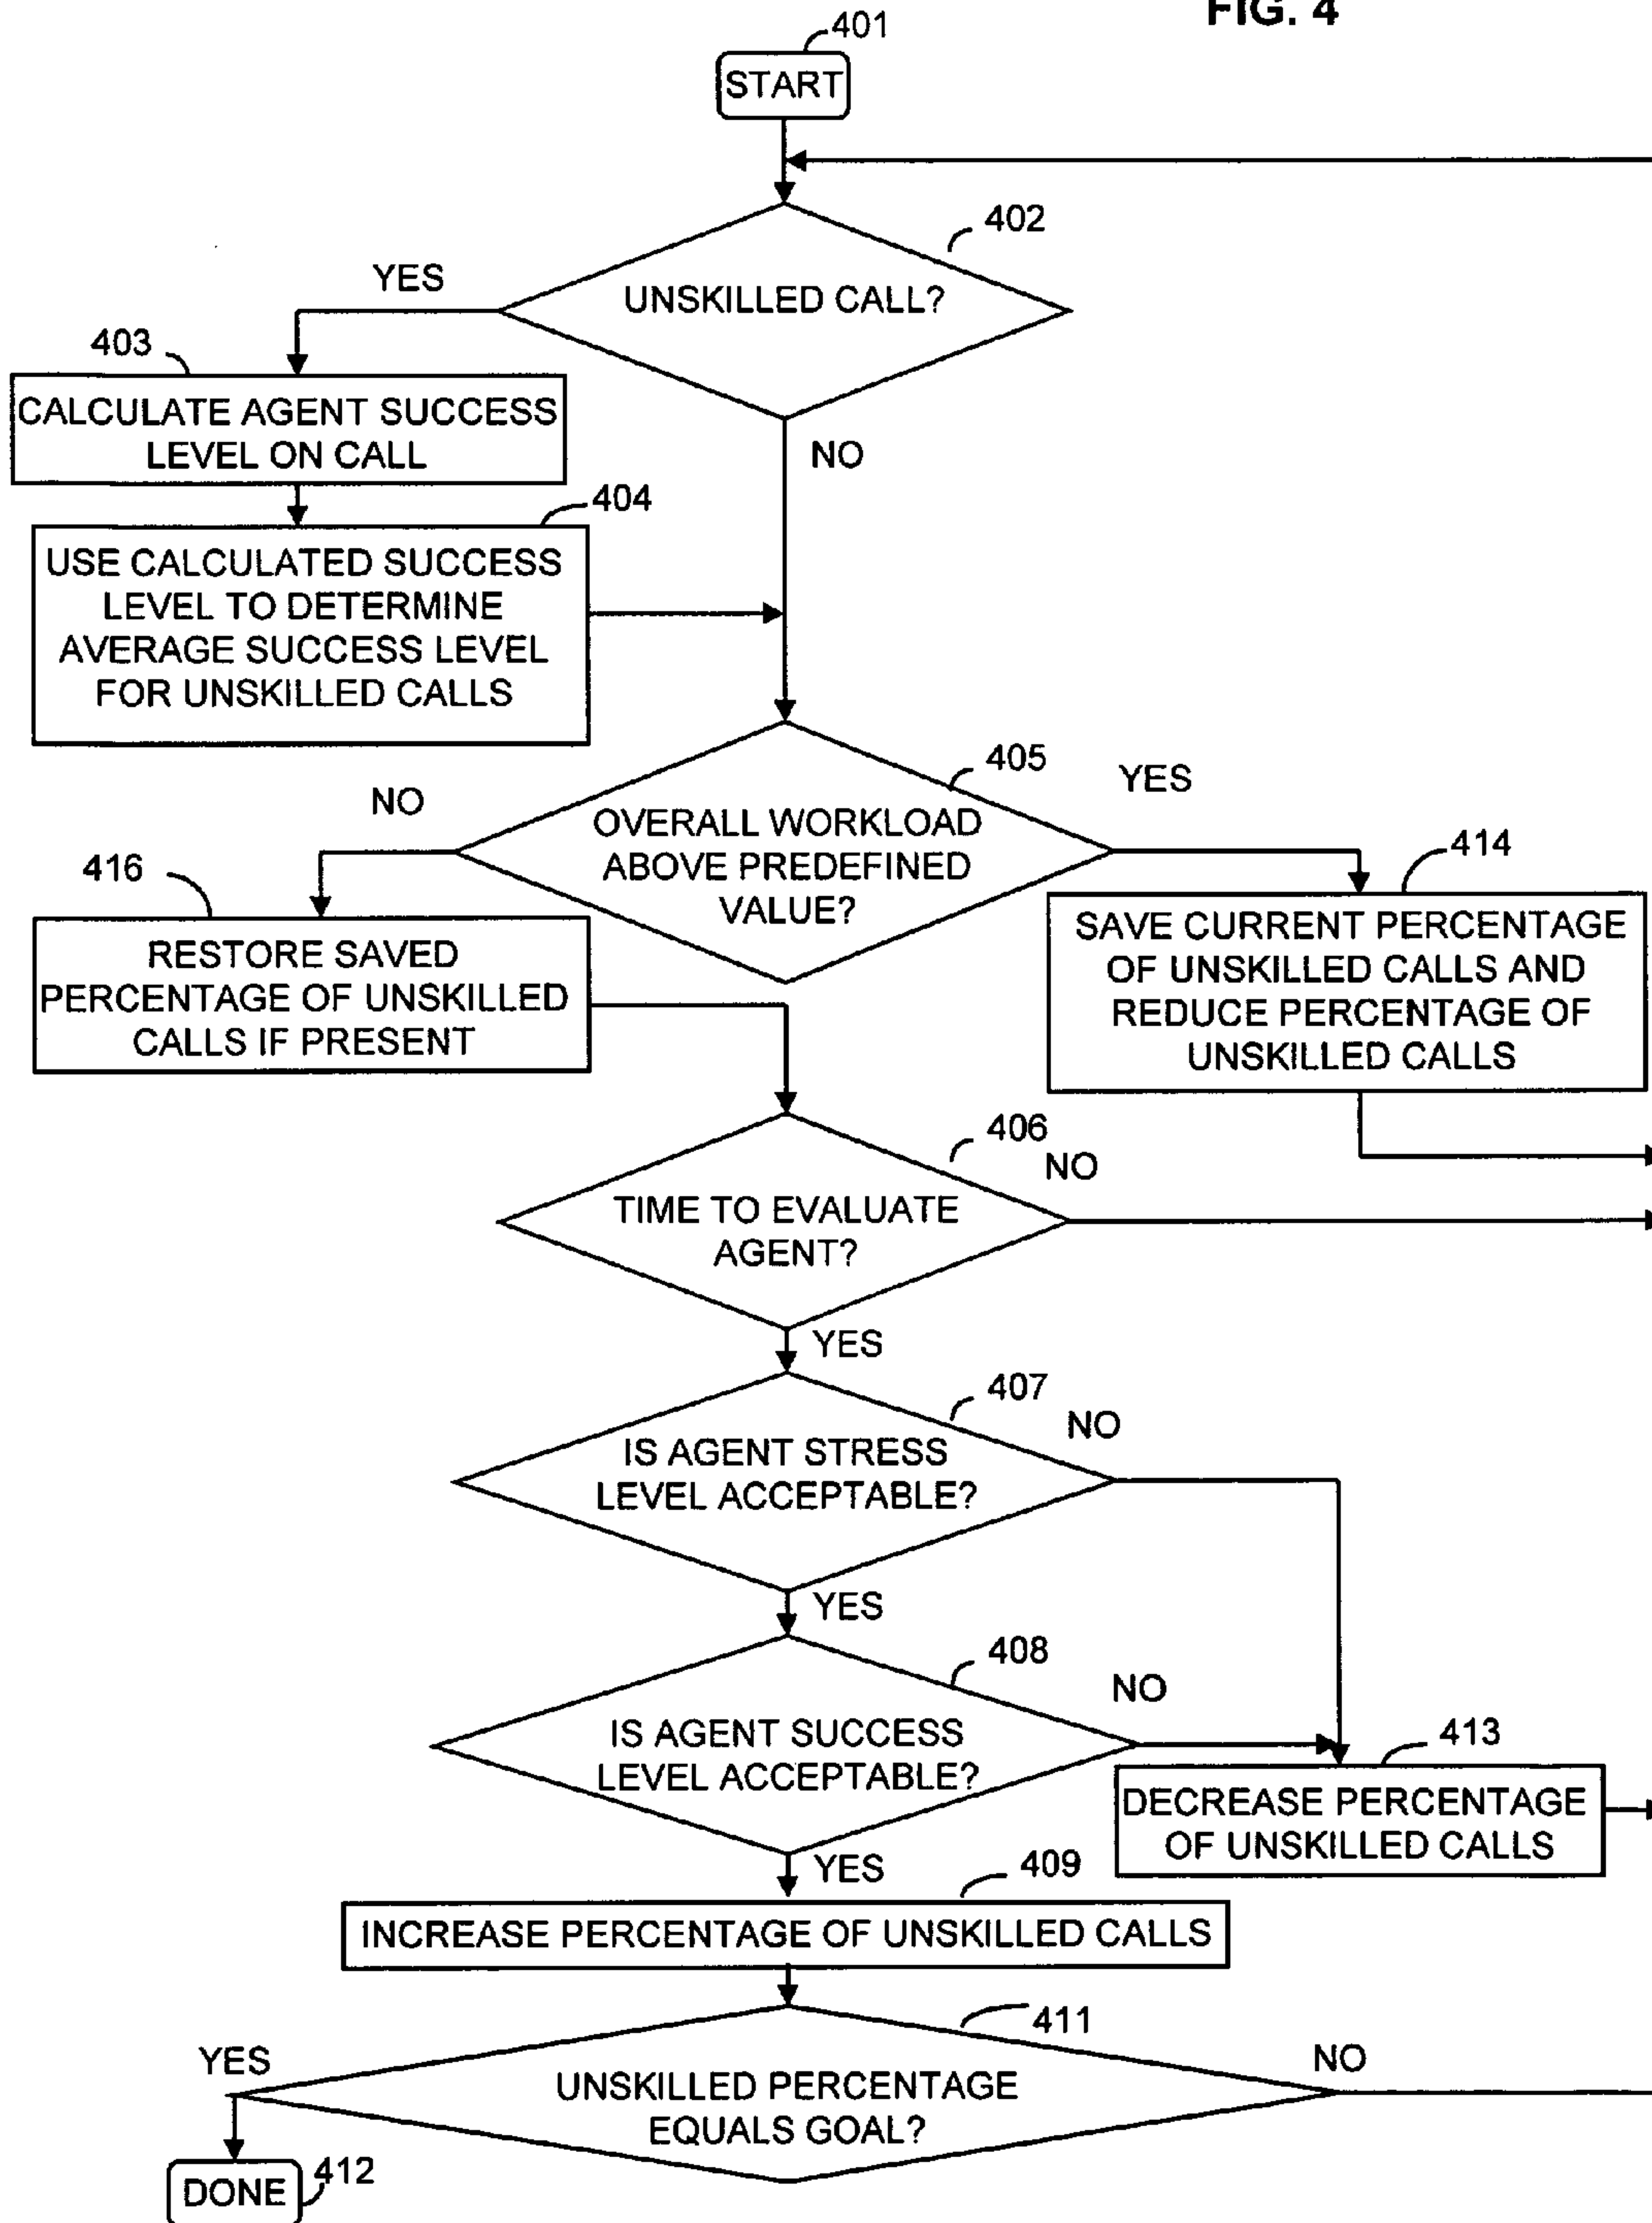 FIG. 4
401
START
402
UNSKILLED CALL?
YES
NO
403
CALCULATE AGENT SUCCESS
LEVEL ON CALL
404
USE CALCULATED SUCCESS
LEVEL TO DETERMINE
AVERAGE SUCCESS LEVEL
FOR UNSKILLED CALLS
405
NO
YES
OVERALL WORKLOAD
ABOVE PREDEFINED
VALUE?
416
RESTORE SAVED
PERCENTAGE OF UNSKILLED
CALLS IF PRESENT
414
SAVE CURRENT PERCENTAGE
OF UNSKILLED CALLS AND
REDUCE PERCENTAGE OF
UNSKILLED CALLS
406
NO
TIME TO EVALUATE
AGENT?
YES
407
NO
IS AGENT STRESS
LEVEL ACCEPTABLE?
YES
408
NO
IS AGENT SUCCESS
LEVEL ACCEPTABLE?
413
DECREASE PERCENTAGE
OF UNSKILLED CALLS
YES
409
INCREASE PERCENTAGE OF UNSKILLED CALLS
411
YES
NO
UNSKILLED PERCENTAGE
EQUALS GOAL?
412
DONE